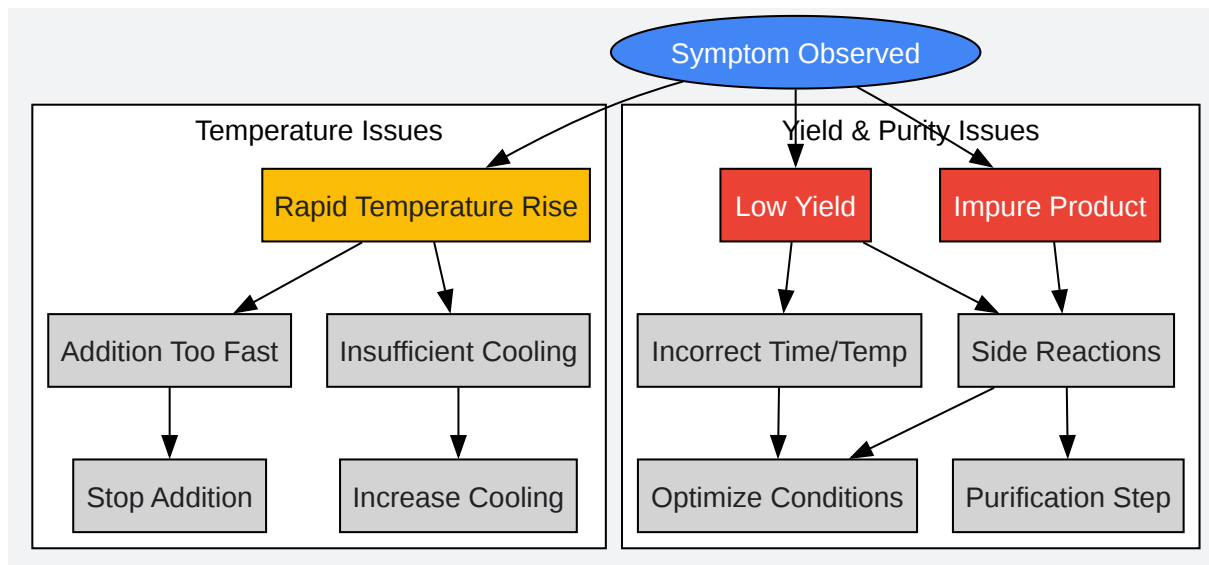 Symptom Observed
Temperature Issues
Yield & Purity Issues
Rapid Temperature Rise
Low Yield
Impure Product
Addition Too Fast
Insufficient Cooling
Incorrect Time/Temp
Side Reactions
Stop Addition
Increase Cooling
Optimize Conditions
Purification Step